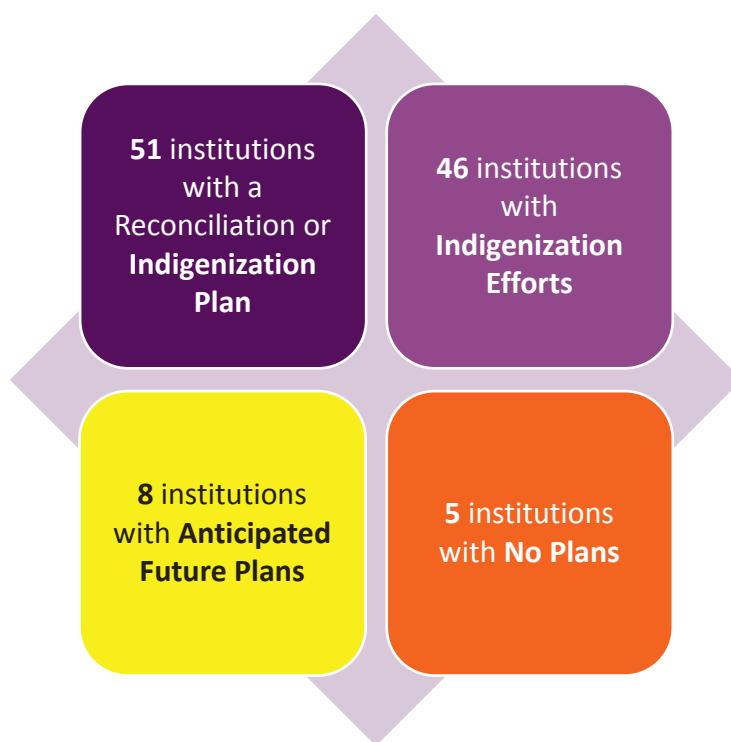 51 institutions
with a
Reconciliation or
Indigenization
Plan
46 institutions
with
Indigenization
Efforts
8 institutions
with Anticipated
Future Plans
5 institutions
with No Plans